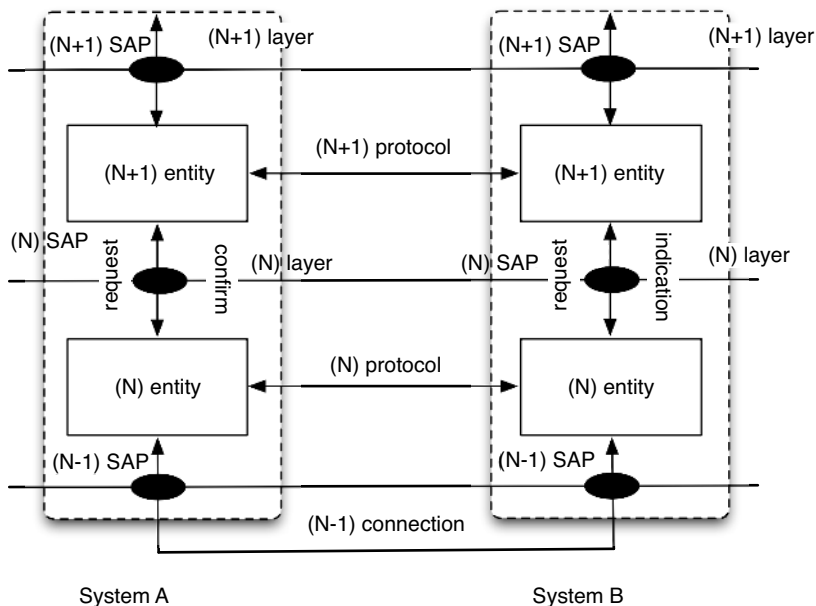 (N+1) SAP (N+1) layer (N+1) SAP (N+1) layer
(N+1) protocol
(N+1) entity (N+1) entity
(N) SAP request confirm (N) layer (N) SAP request indication (N) layer
(N) protocol
(N) entity (N) entity
(N-1) SAP (N-1) SAP
(N-1) connection
System A System B